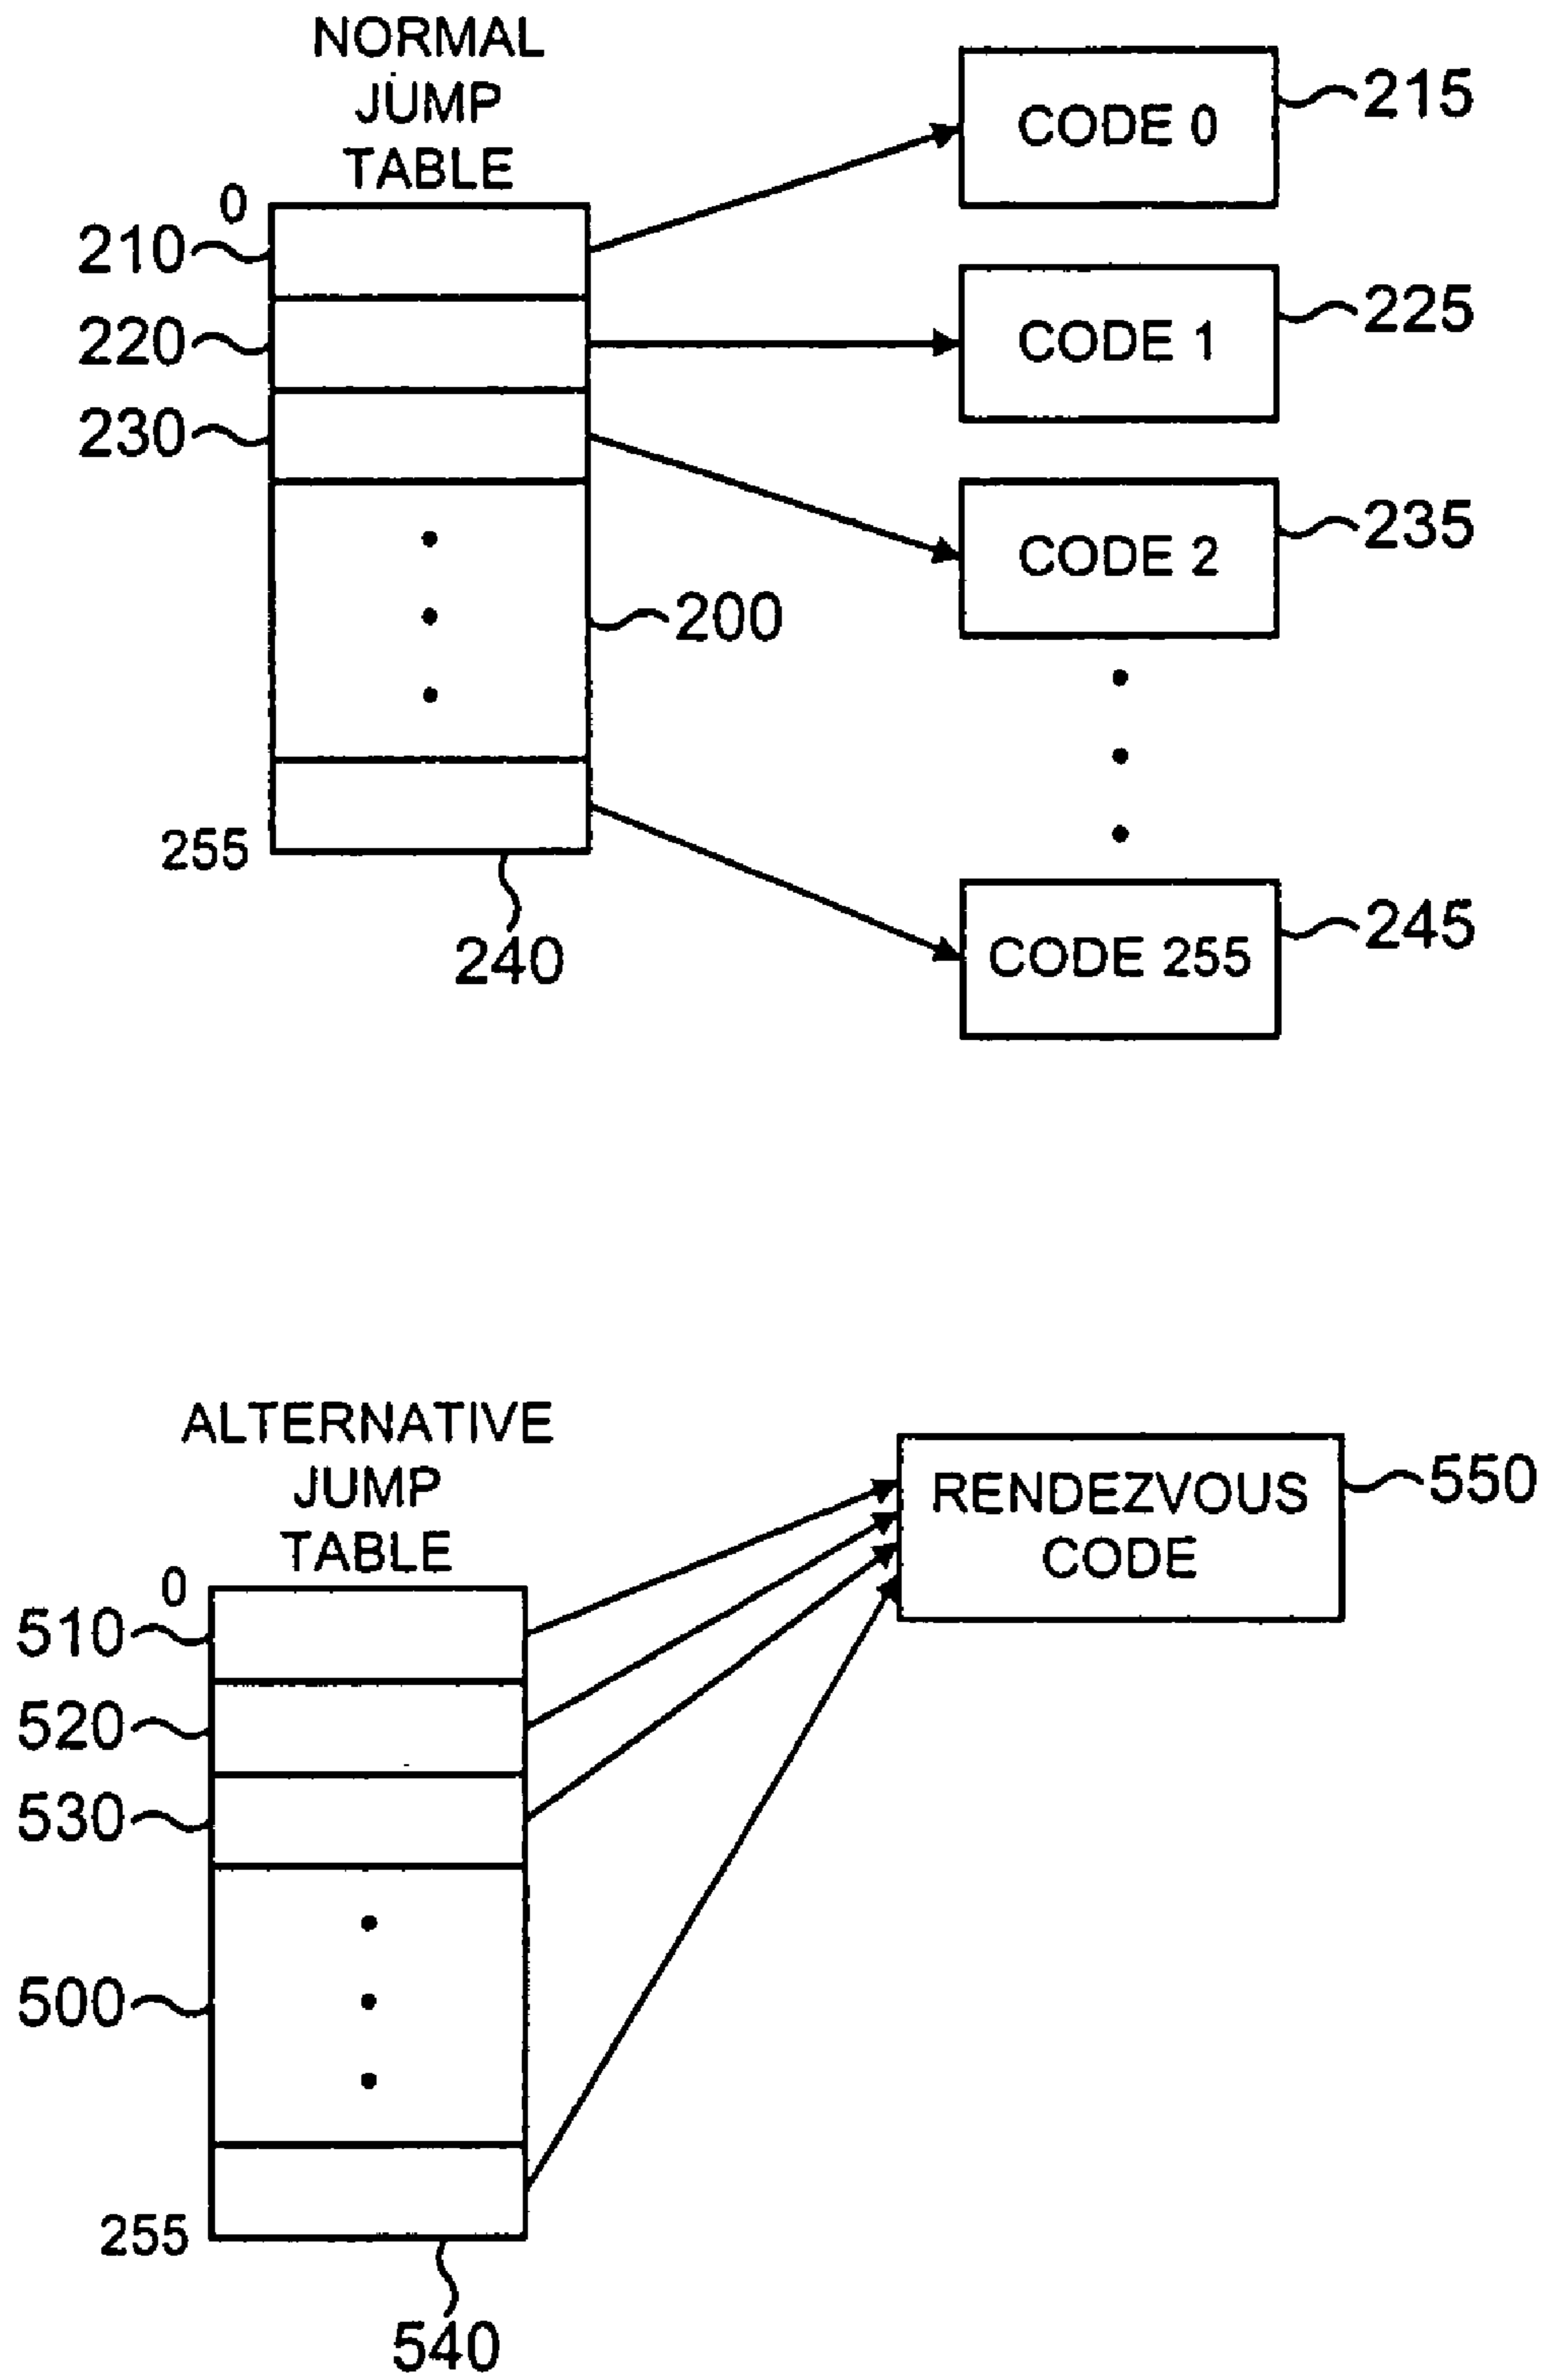 NORMAL
JUMP
TABLE
0
210
220
230
200
255
240
CODE 0
215
CODE 1
225
CODE 2
235
CODE 255
245
ALTERNATIVE
JUMP
TABLE
0
510
520
530
500
255
540
RENDEZVOUS
CODE
550